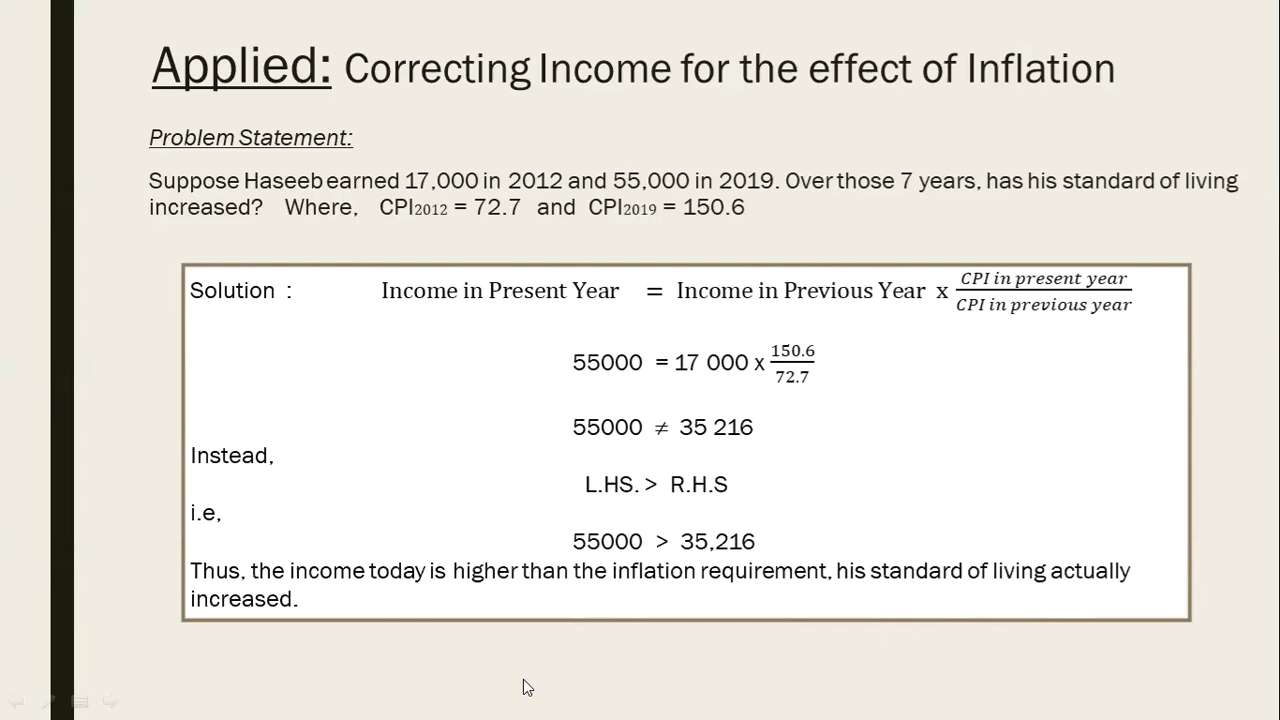 Applied: Correcting Income for the effect of Inflation
Problem Statement:
Suppose Haseeb earned 17,000 in 2012 and 55,000 in 2019. Over those 7 years, has his standard of living
increased? Where, CPI2012 = 72.7 and CPI2019 = 150.6
Solution : Income in Present Year = Income in Previous Year x CPI in present year / CPI in previous year
55000 = 17 000 x 150.6 / 72.7
55000 ≠ 35 216
Instead,
L.HS. > R.H.S
i.e,
55000 > 35,216
Thus, the income today is higher than the inflation requirement, his standard of living actually
increased.